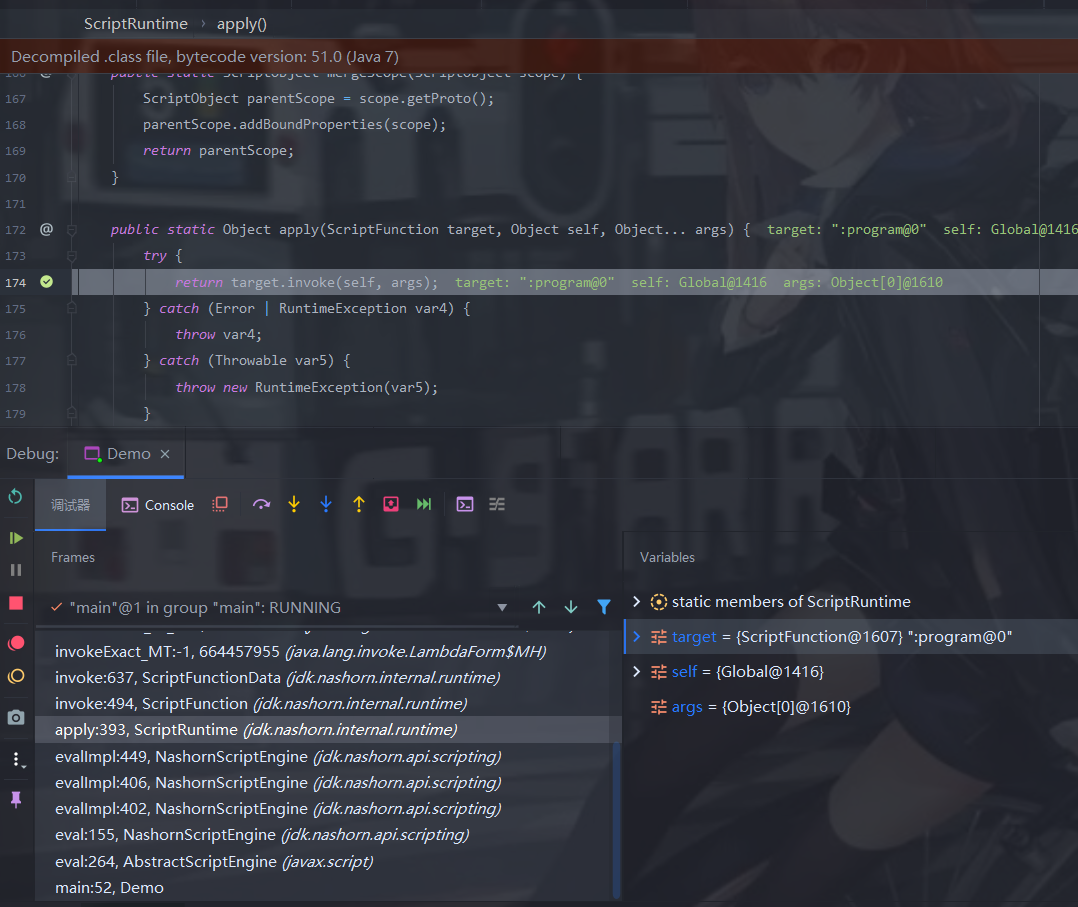 ScriptRuntime › apply()
Decompiled .class file, bytecode version: 51.0 (Java 7)
166 @ public static ScriptObject mergeScope(ScriptObject scope) {
167 ScriptObject parentScope = scope.getProto();
168 parentScope.addBoundProperties(scope);
169 return parentScope;
170 }
171
172 @ public static Object apply(ScriptFunction target, Object self, Object... args) { target: ":program@0" self: Global@1416
173 try {
174 return target.invoke(self, args); target: ":program@0" self: Global@1416 args: Object[0]@1610
175 } catch (Error | RuntimeException var4) {
176 throw var4;
177 } catch (Throwable var5) {
178 throw new RuntimeException(var5);
179 }
Debug: Demo ×
调试器 Console
Frames
"main"@1 in group "main": RUNNING
invokeExact_MT:-1, 664457955 (java.lang.invoke.LambdaForm$MH)
invoke:637, ScriptFunctionData (jdk.nashorn.internal.runtime)
invoke:494, ScriptFunction (jdk.nashorn.internal.runtime)
apply:393, ScriptRuntime (jdk.nashorn.internal.runtime)
evalImpl:449, NashornScriptEngine (jdk.nashorn.api.scripting)
evalImpl:406, NashornScriptEngine (jdk.nashorn.api.scripting)
evalImpl:402, NashornScriptEngine (jdk.nashorn.api.scripting)
eval:155, NashornScriptEngine (jdk.nashorn.api.scripting)
eval:264, AbstractScriptEngine (javax.script)
main:52, Demo
Variables
static members of ScriptRuntime
target = {ScriptFunction@1607} ":program@0"
self = {Global@1416}
args = {Object[0]@1610}